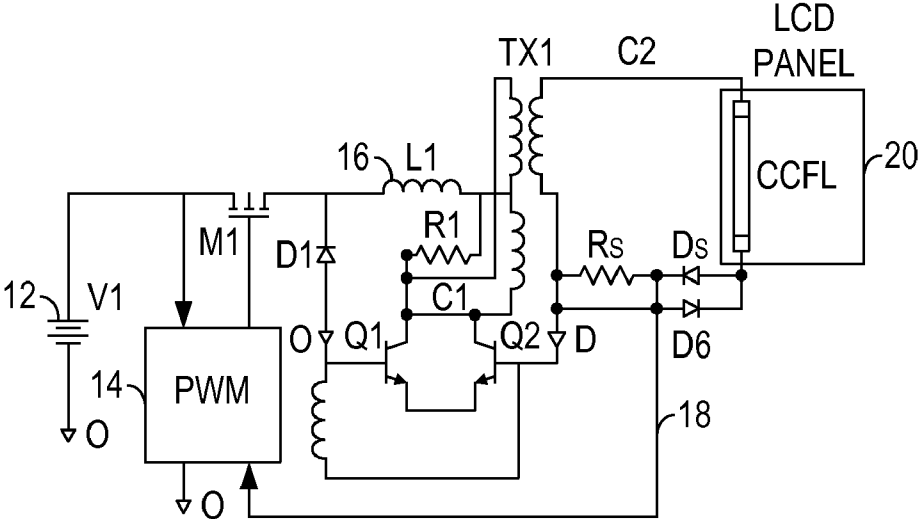 LCD
PANEL
TX1
C2
16
L1
20
CCFL
M1
R1
D1
RS
DS
12
V1
C1
O
Q1
Q2
D
D6
14
PWM
18
O
O